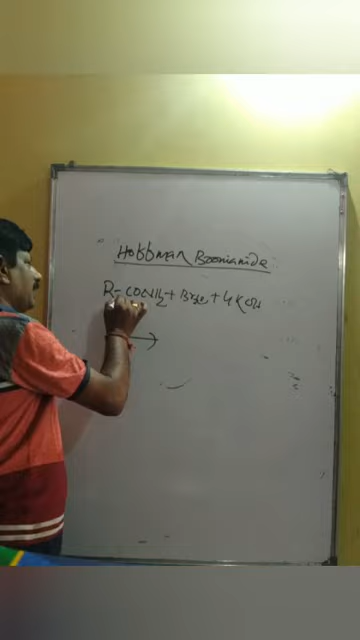 Hoffman Bromamide
R-CONH2 + Br2 + 4KOH
→